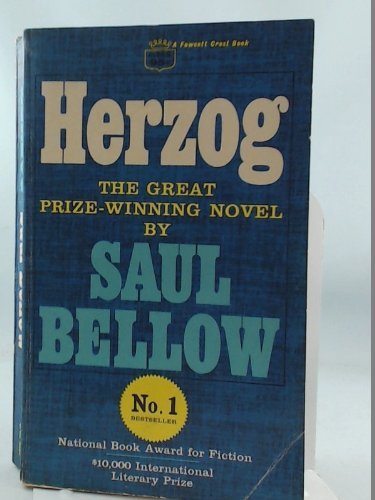 A Fawcett Crest Book
Herzog
THE GREAT
PRIZE-WINNING NOVEL
BY
SAUL
BELLOW
No. 1
BESTSELLER
National Book Award for Fiction
$10,000 International
Literary Prize